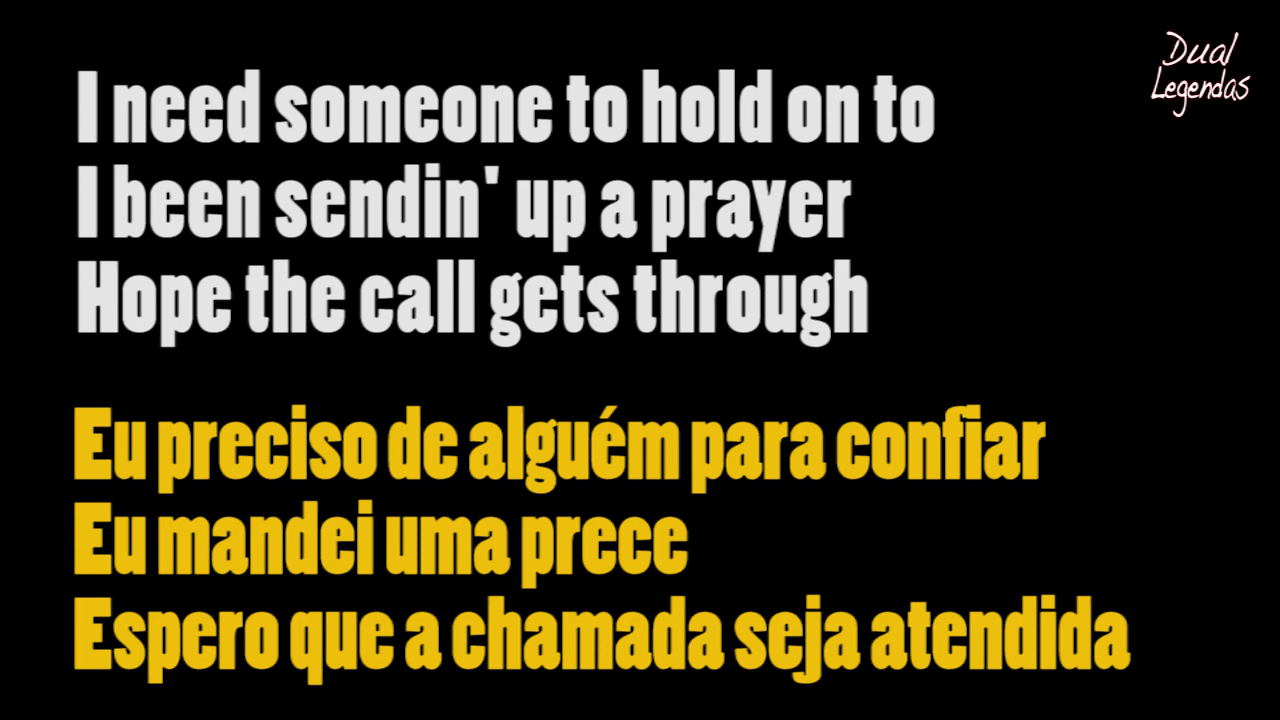 Dual
Legendas
I need someone to hold on to
I been sendin' up a prayer
Hope the call gets through
Eu preciso de alguém para confiar
Eu mandei uma prece
Espero que a chamada seja atendida